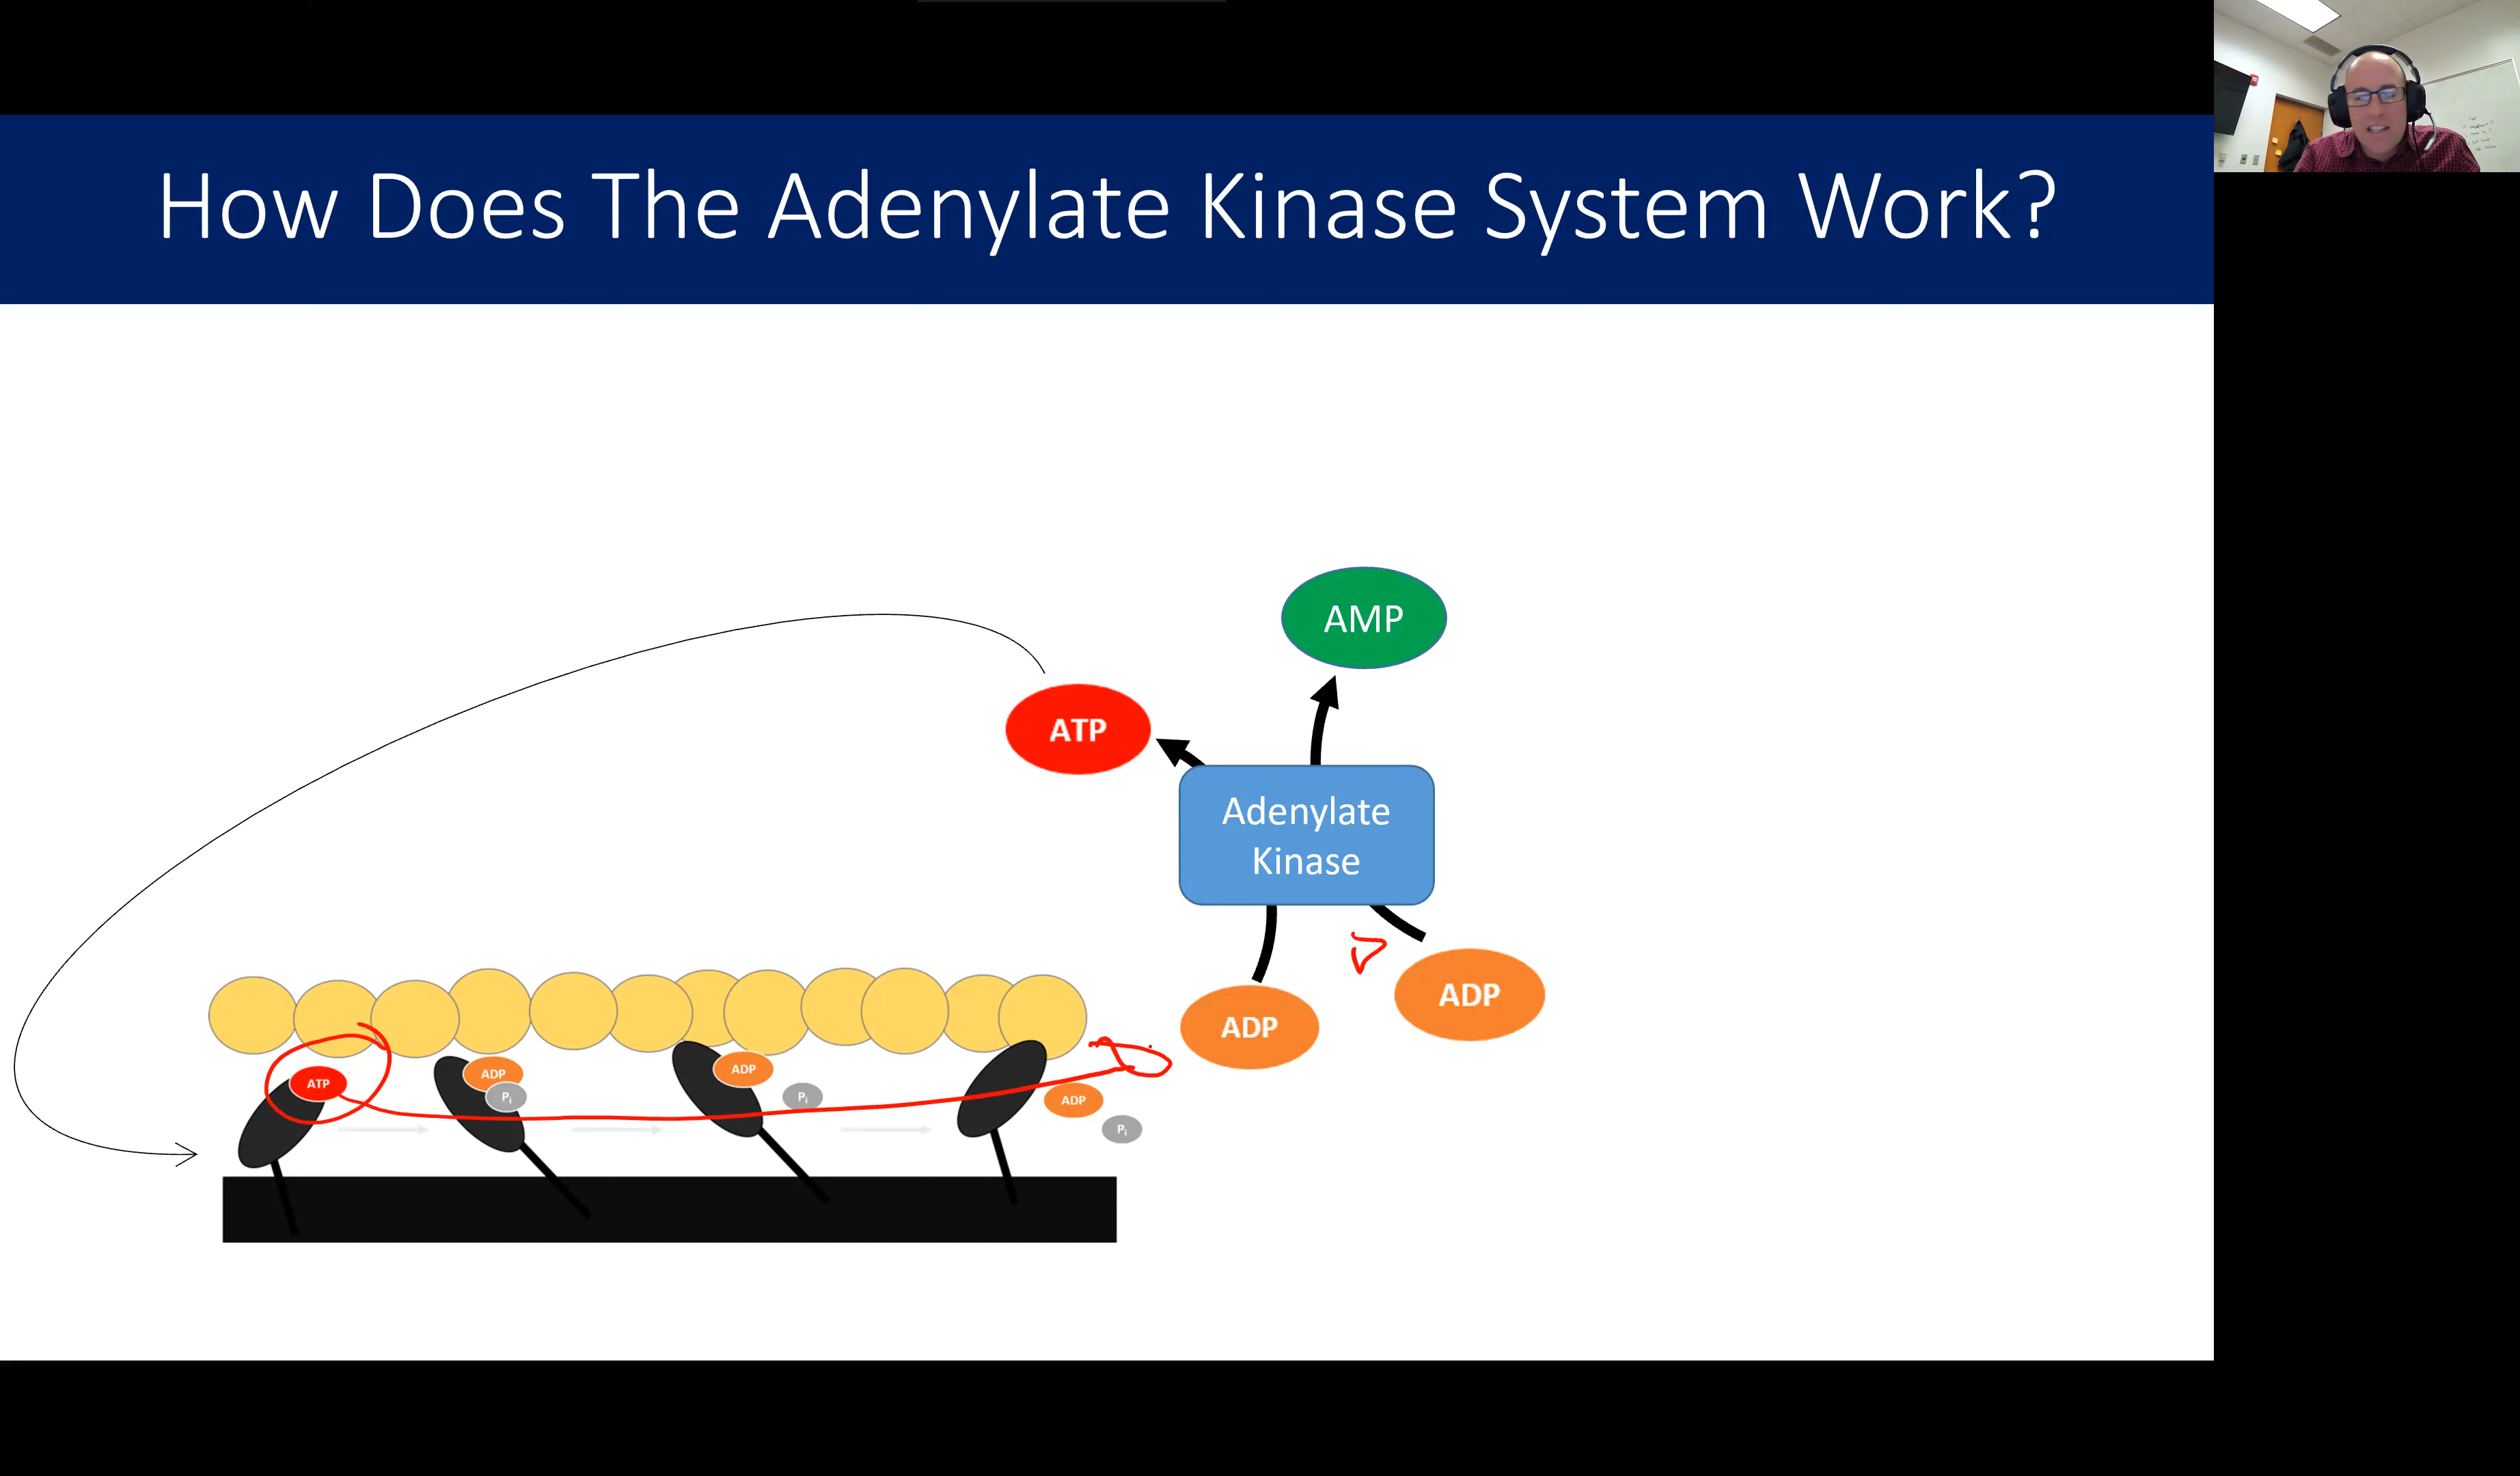 How Does The Adenylate Kinase System Work?
AMP
ATP
Adenylate
Kinase
ADP
ADP
ATP
ADP
Pi
ADP
Pi
ADP
Pi